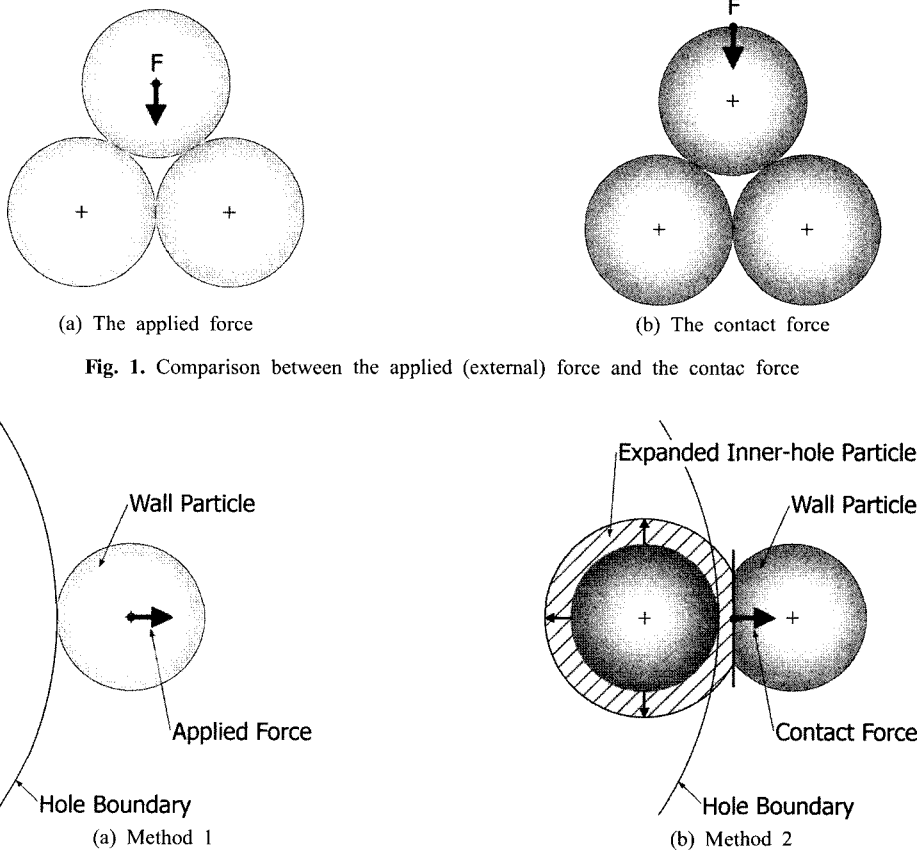 F
F
(a) The applied force
(b) The contact force
Fig. 1. Comparison between the applied (external) force and the contac force
Expanded Inner-hole Particle
Wall Particle
Wall Particle
Applied Force
Contact Force
Hole Boundary
Hole Boundary
(a) Method 1
(b) Method 2